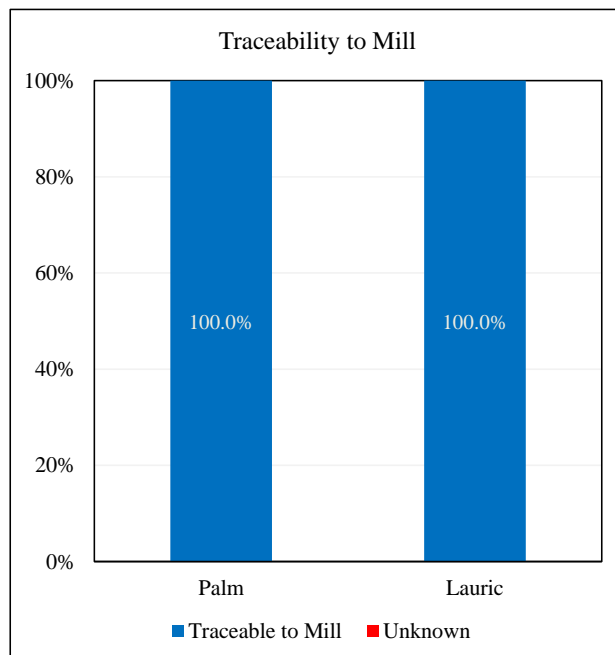 Traceability to Mill
100%
80%
60%
40%
20%
0%
100.0%
100.0%
Palm
Lauric
Traceable to Mill
Unknown